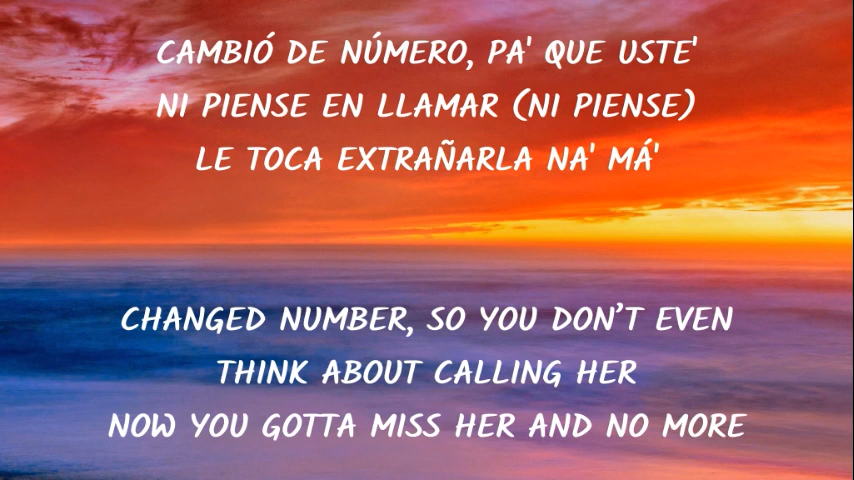 CAMBIÓ DE NÚMERO, PA' QUE USTE'
NI PIENSE EN LLAMAR (NI PIENSE)
LE TOCA EXTRAÑARLA NA' MÁ'
CHANGED NUMBER, SO YOU DON'T EVEN
THINK ABOUT CALLING HER
NOW YOU GOTTA MISS HER AND NO MORE